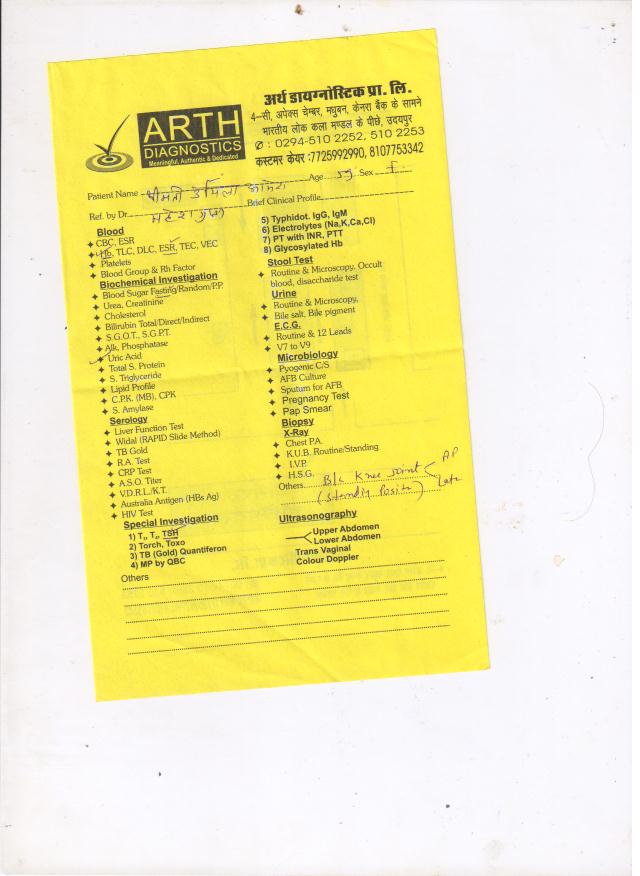 ARTH
DIAGNOSTICS
Meaningful, Authentic & Dedicated
अर्थ डायग्नोस्टिक प्रा. लि.
4–सी, अपेक्स चेम्बर, मधुबन, केनरा बैंक के सामने
भारतीय लोक कला मण्डल के पीछे, उदयपुर
✆ : 0294-510 2252, 510 2253
कस्टमर केयर :7725992990, 8107753342
Patient Name श्रीमती उर्मिला Age 59 Sex F
Ref. by Dr. महेश गुप्ता Brief Clinical Profile
Blood
CBC, ESR
Hb, TLC, DLC, ESR, TEC, VEC
Platelets
Blood Group & Rh Factor
Biochemical Investigation
Blood Sugar Fasting/Random/P.P.
Urea, Creatinine
Cholesterol
Bilirubin Total/Direct/Indirect
S.G.O.T., S.G.P.T.
Alk. Phosphatase
Uric Acid
Total S. Protein
S. Triglyceride
Lipid Profile
C.P.K. (MB), CPK
S. Amylase
Serology
Liver Function Test
Widal (RAPID Slide Method)
TB Gold
R.A. Test
CRP Test
A.S.O. Titer
V.D.R.L./K.T.
Australia Antigen (HBs Ag)
HIV Test
Special Investigation
1) T₃, T₄, TSH
2) Torch, Toxo
3) TB (Gold) Quantiferon
4) MP by QBC
5) Typhidot. IgG, IgM
6) Electrolytes (Na,K,Ca,Cl)
7) PT with INR, PTT
8) Glycosylated Hb
Stool Test
Routine & Microscopy, Occult
blood, disaccharide test
Urine
Routine & Microscopy,
Bile salt, Bile pigment
E.C.G.
Routine & 12 Leads
V7 to V9
Microbiology
Pyogenic C/S
AFB Culture
Sputum for AFB
Pregnancy Test
Pap Smear
Biopsy
X-Ray
Chest P.A.
K.U.B. Routine/Standing
I.V.P.
H.S.G.
Others B/L Knee Joint < AP
Late
Ultrasonography
Upper Abdomen
Lower Abdomen
Trans Vaginal
Colour Doppler
Others